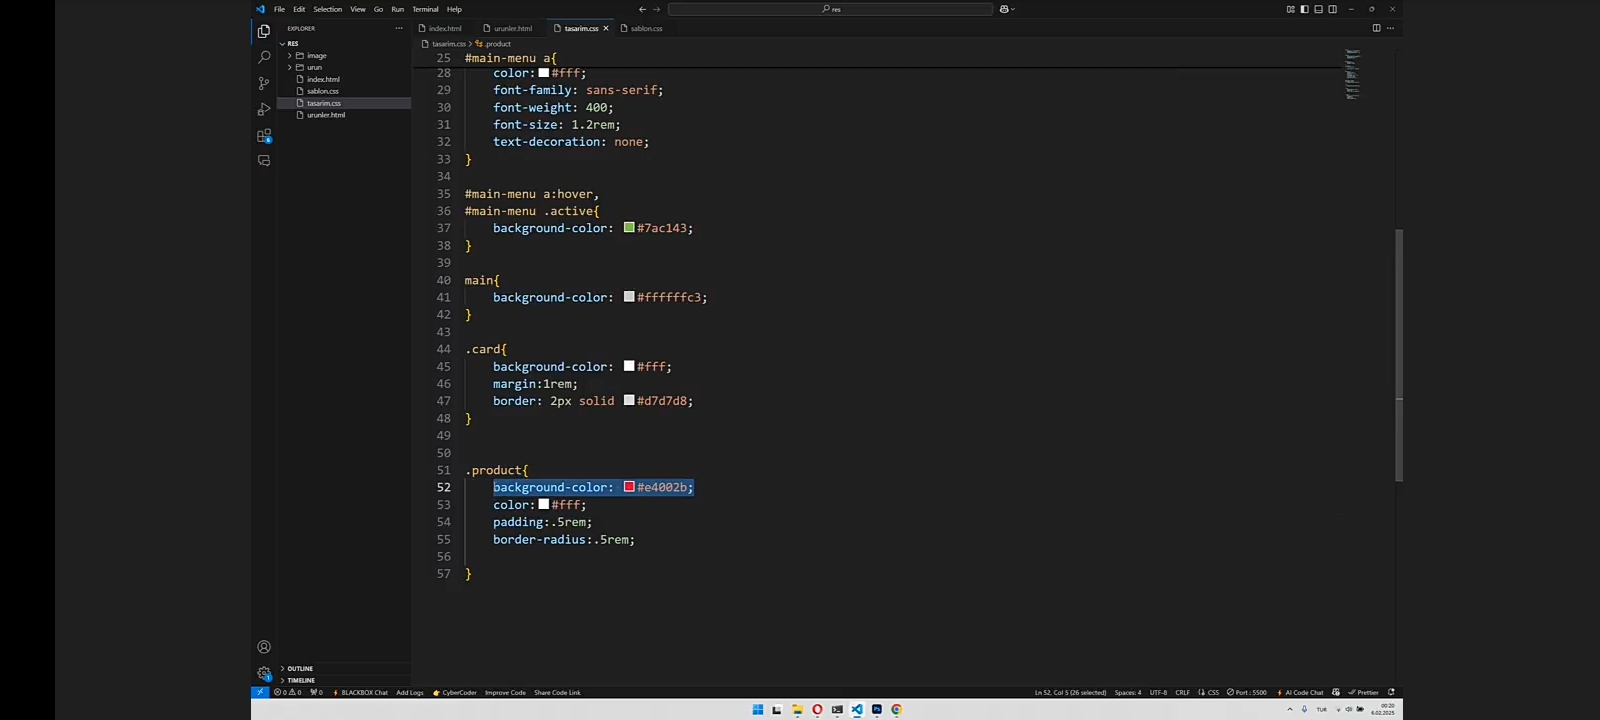 File Edit Selection View Go Run Terminal Help
res
EXPLORER
index.html
urunler.html
tasarim.css
sablon.css
RES
tasarim.css > .product
image
urun
index.html
sablon.css
tasarim.css
urunler.html
25 #main-menu a{
28 color: #fff;
29 font-family: sans-serif;
30 font-weight: 400;
31 font-size: 1.2rem;
32 text-decoration: none;
33 }
34
35 #main-menu a:hover,
36 #main-menu .active{
37 background-color: #7ac143;
38 }
39
40 main{
41 background-color: #ffffffc3;
42 }
43
44 .card{
45 background-color: #fff;
46 margin:1rem;
47 border: 2px solid #d7d7d8;
48 }
49
50
51 .product{
52 background-color: #e4002b;
53 color: #fff;
54 padding:.5rem;
55 border-radius:.5rem;
56
57 }
OUTLINE
TIMELINE
0 0 0 BLACKBOX Chat Add Logs CyberCoder Improve Code Share Code Link Ln 52, Col 5 (26 selected) Spaces: 4 UTF-8 CRLF CSS Port : 5500 AI Code Chat Prettier
TUR 00:20
6.02.2025